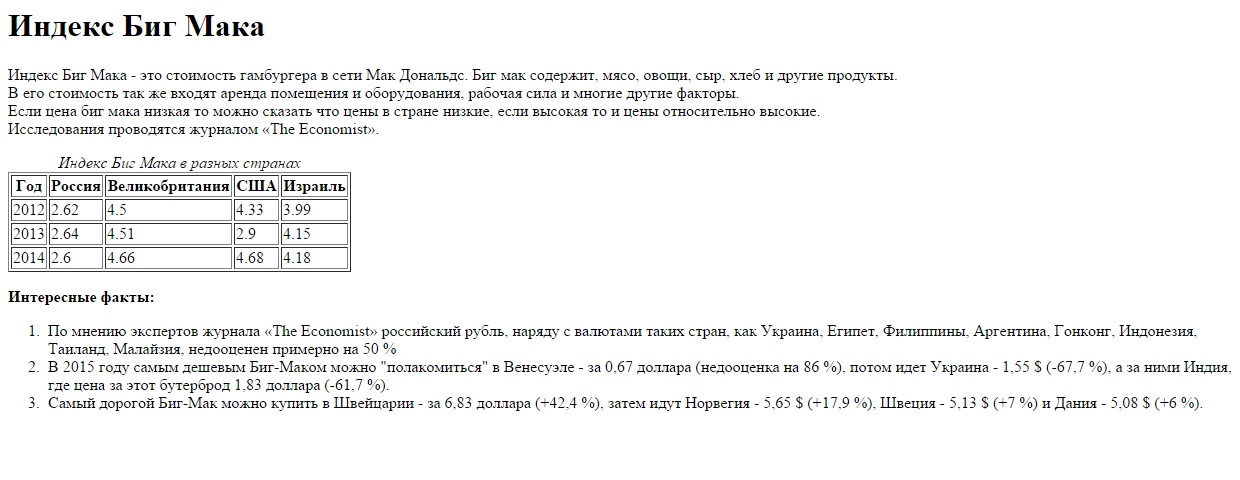 Индекс Биг Мака
Индекс Биг Мака - это стоимость гамбургера в сети Мак Дональдс. Биг мак содержит, мясо, овощи, сыр, хлеб и другие продукты.
В его стоимость так же входят аренда помещения и оборудования, рабочая сила и многие другие факторы.
Если цена биг мака низкая то можно сказать что цены в стране низкие, если высокая то и цены относительно высокие.
Исследования проводятся журналом «The Economist».
Индекс Биг Мака в разных странах
Год Россия Великобритания США Израиль
2012 2.62 4.5 4.33 3.99
2013 2.64 4.51 2.9 4.15
2014 2.6 4.66 4.68 4.18
Интересные факты:
1. По мнению экспертов журнала «The Economist» российский рубль, наряду с валютами таких стран, как Украина, Египет, Филиппины, Аргентина, Гонконг, Индонезия,
Таиланд, Малайзия, недооценен примерно на 50 %
2. В 2015 году самым дешевым Биг-Маком можно "полакомиться" в Венесуэле - за 0,67 доллара (недооценка на 86 %), потом идет Украина - 1,55 $ (-67,7 %), а за ними Индия,
где цена за этот бутерброд 1,83 доллара (-61,7 %).
3. Самый дорогой Биг-Мак можно купить в Швейцарии - за 6,83 доллара (+42,4 %), затем идут Норвегия - 5,65 $ (+17,9 %), Швеция - 5,13 $ (+7 %) и Дания - 5,08 $ (+6 %).